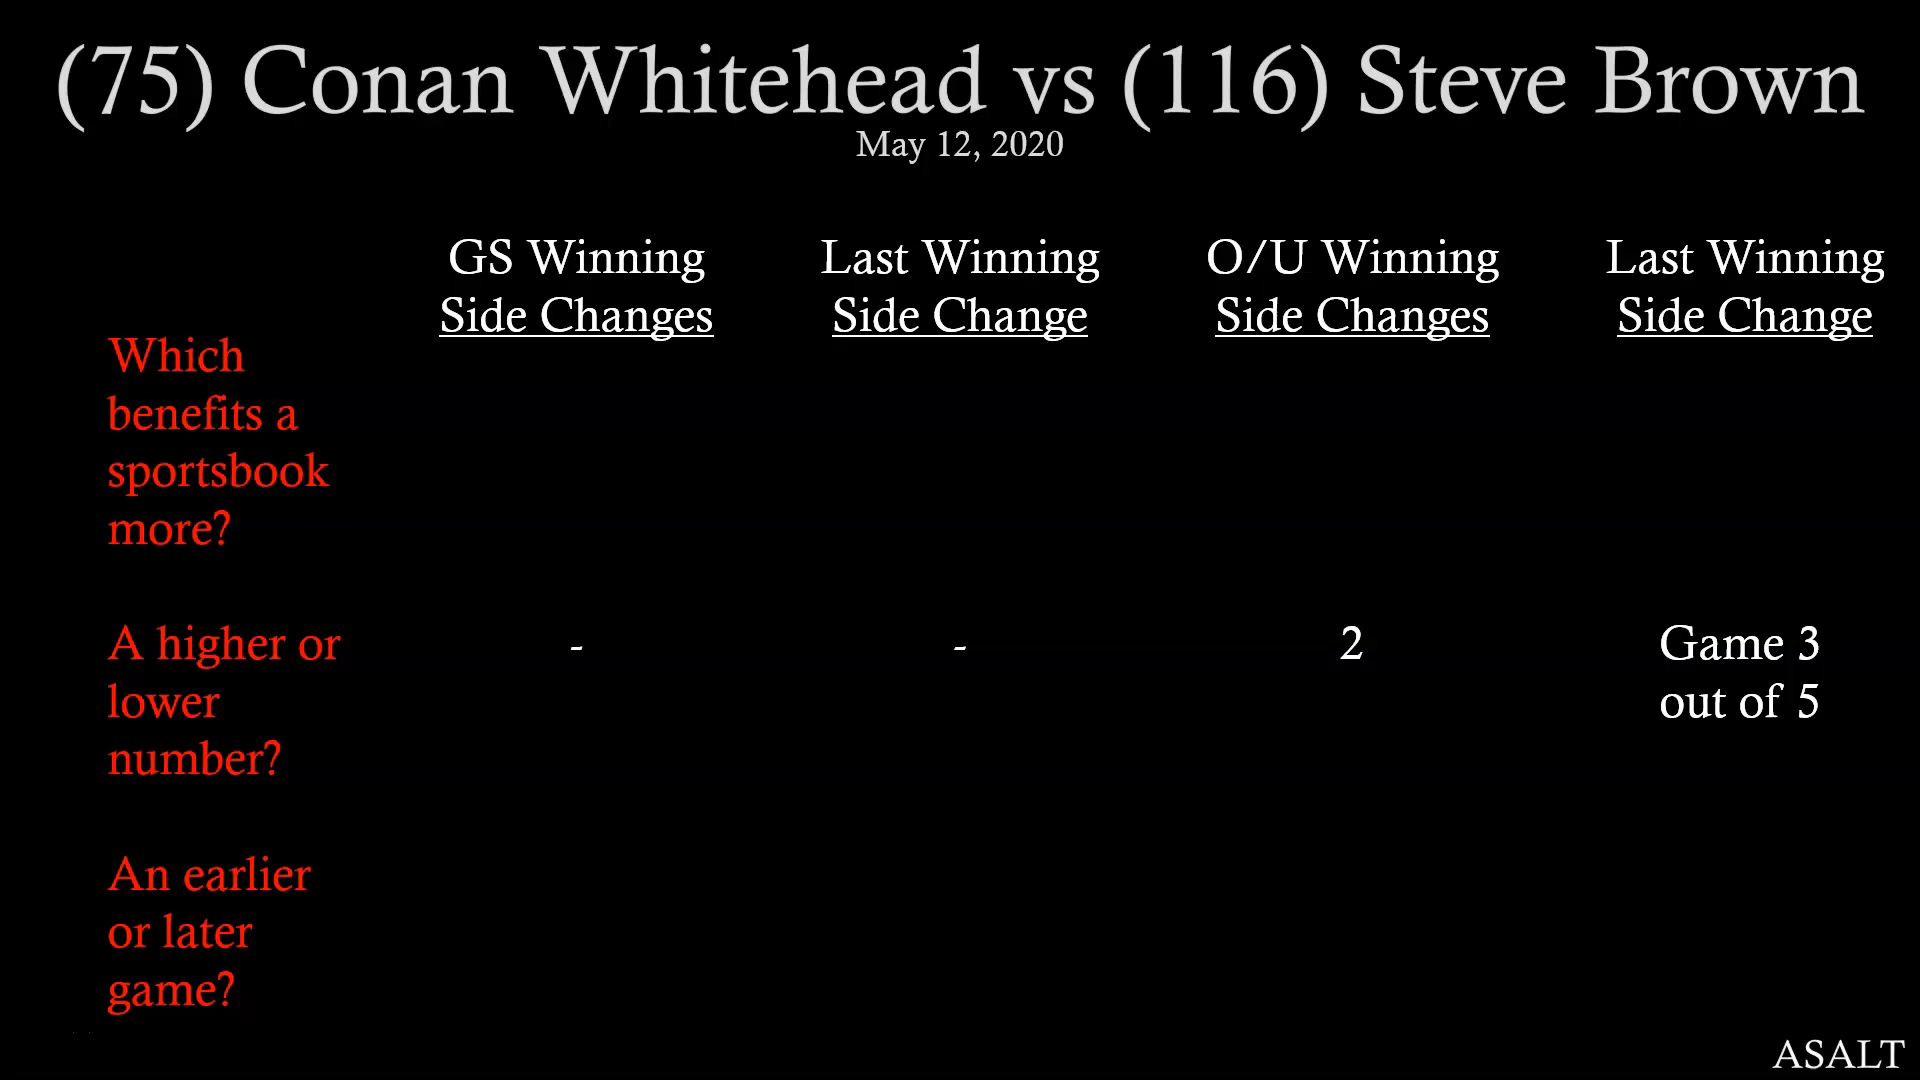 (75) Conan Whitehead vs (116) Steve Brown
May 12, 2020
GS Winning Side Changes
Last Winning Side Change
O/U Winning Side Changes
Last Winning Side Change
Which
benefits a
sportsbook
more?
A higher or
lower
number?
-
-
2
Game 3
out of 5
An earlier
or later
game?
ASALT